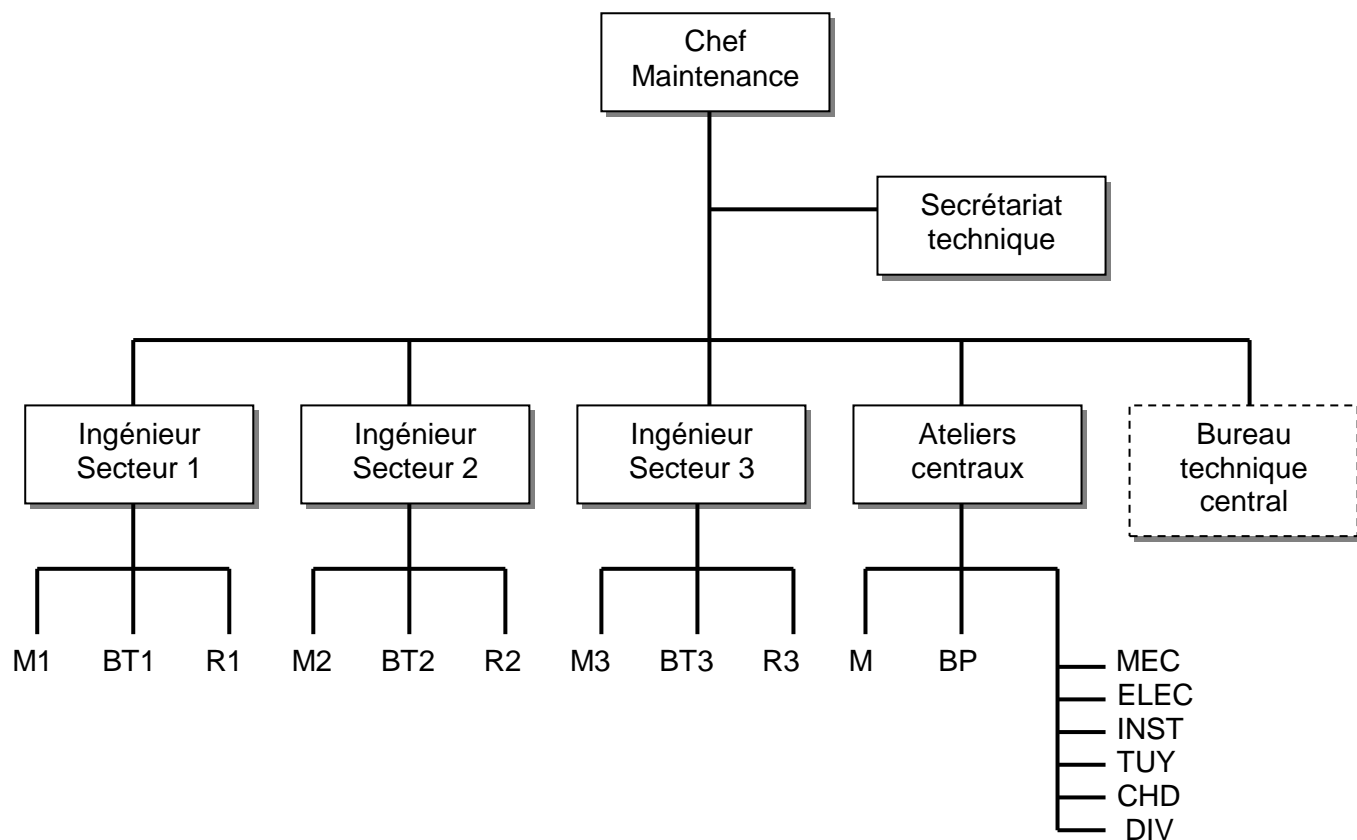 Chef
Maintenance
Secrétariat
technique
Ingénieur
Secteur 1
Ingénieur
Secteur 2
Ingénieur
Secteur 3
Ateliers
centraux
Bureau
technique
central
M1 BT1 R1 M2 BT2 R2 M3 BT3 R3 M BP
MEC
ELEC
INST
TUY
CHD
DIV